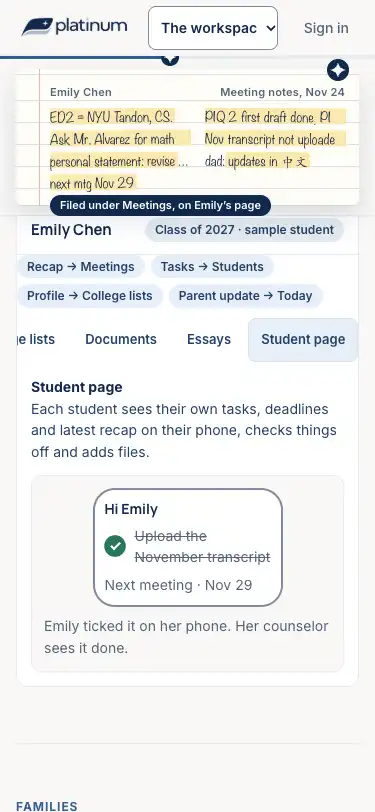 platinum
The workspac
Sign in
Emily Chen
Meeting notes, Nov 24
ED2 = NYU Tandon, CS.
Ask Mr. Alvarez for math
personal statement: revise ...
next mtg Nov 29
PIQ 2 first draft done, PI
Nov transcript not uploade
dad: updates in 中文
Filed under Meetings, on Emily's page
Emily Chen
Class of 2027 · sample student
Recap → Meetings
Tasks → Students
Profile → College lists
Parent update → Today
ge lists
Documents
Essays
Student page
Student page
Each student sees their own tasks, deadlines
and latest recap on their phone, checks things
off and adds files.
Hi Emily
Upload the
November transcript
Next meeting · Nov 29
Emily ticked it on her phone. Her counselor
sees it done.
FAMILIES